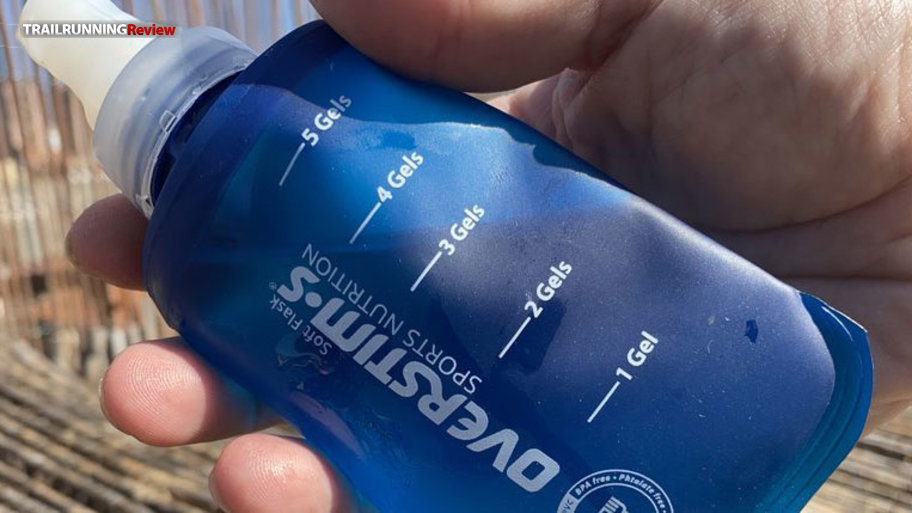 TRAILRUNNINGReview
5 Gels
4 Gels
3 Gels
2 Gels
1 Gel
Soft Flask®
OVERSTIM.S
SPORTS NUTRITION
BPA free • Phtalate free •